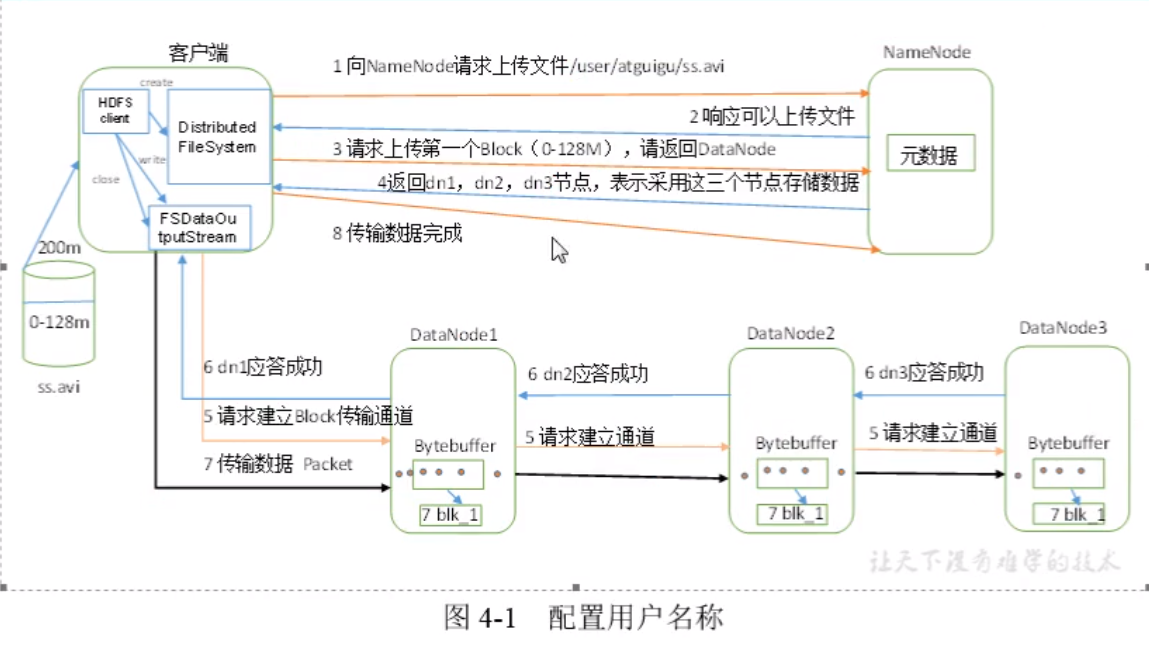 客户端
NameNode
1 向NameNode请求上传文件/user/atguigu/ss.avi
create
HDFS
client
Distributed
FileSystem
2 响应可以上传文件
3 请求上传第一个Block（0-128M），请返回DataNode
元数据
write
close
4返回dn1，dn2，dn3节点，表示采用这三个节点存储数据
FSDataOu
tputStream
8 传输数据完成
200m
0-128m
ss.avi
DataNode1
DataNode2
DataNode3
6 dn1应答成功
6 dn2应答成功
6 dn3应答成功
5 请求建立Block传输通道
5 请求建立通道
5 请求建立通道
Bytebuffer
Bytebuffer
Bytebuffer
7 传输数据 Packet
7 blk_1
7 blk_1
7 blk_1
让天下没有难学的技术
图 4-1 配置用户名称